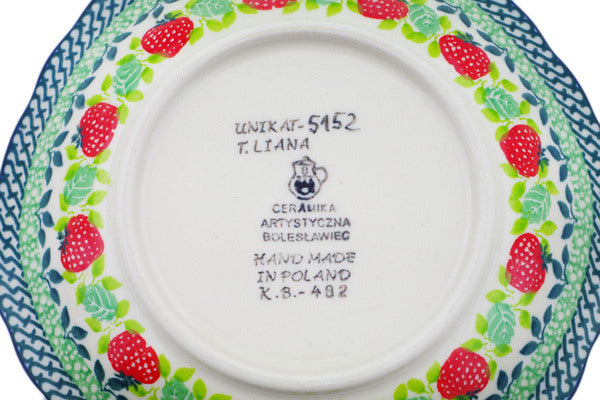 UNIKAT-5152
T. LIANA
B
CERAMIKA
ARTYSTYCZNA
BOLESŁAWIEC
HAND MADE
IN POLAND
K.B.-482